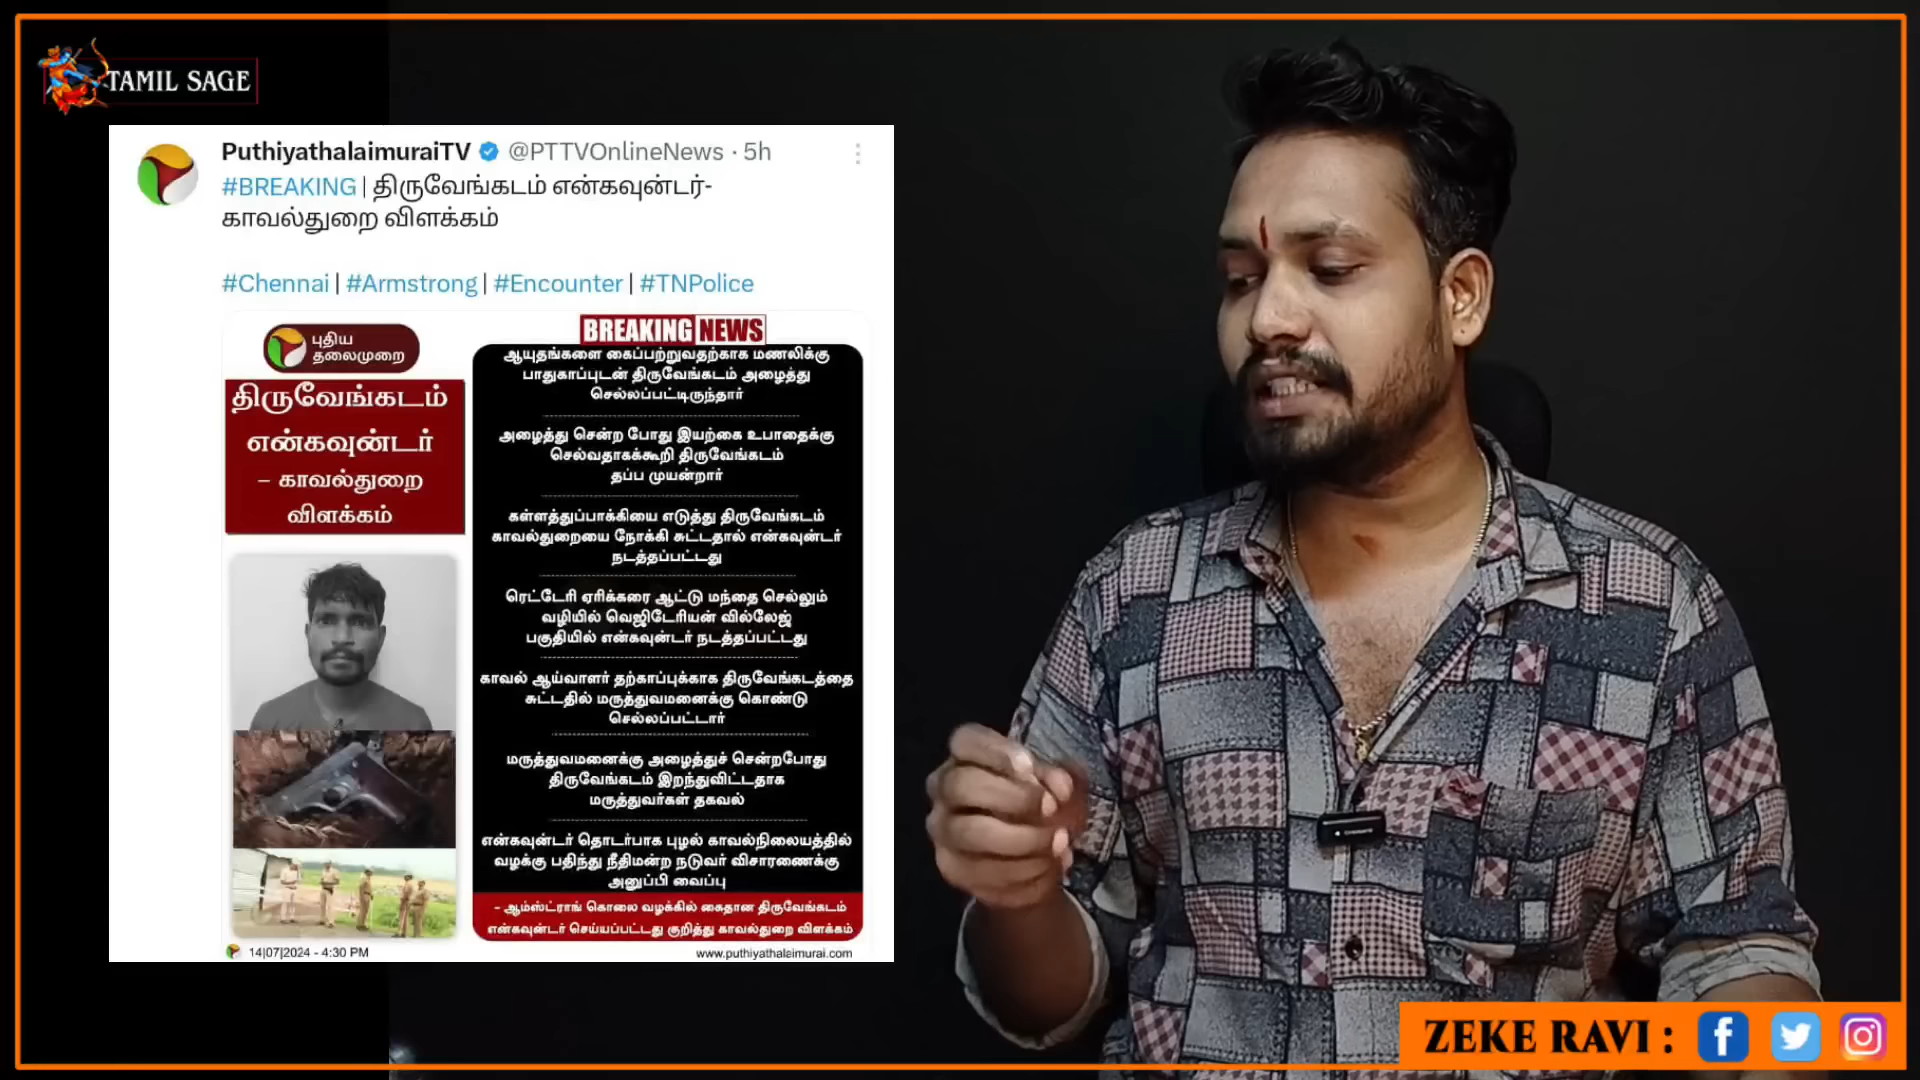 TAMIL SAGE
PuthiyathalaimuraiTV @PTTVOnlineNews · 5h
#BREAKING | திருவேங்கடம் என்கவுன்டர்-
காவல்துறை விளக்கம்
#Chennai | #Armstrong | #Encounter | #TNPolice
புதிய
தலைமுறை
திருவேங்கடம்
என்கவுன்டர்
– காவல்துறை
விளக்கம்
BREAKING NEWS
ஆயுதங்களை கைப்பற்றுவதற்காக மணலிக்கு
பாதுகாப்புடன் திருவேங்கடம் அழைத்து
செல்லப்பட்டிருந்தார்
அழைத்து சென்ற போது இயற்கை உபாதைக்கு
செல்வதாகக்கூறி திருவேங்கடம்
தப்ப முயன்றார்
கள்ளத்துப்பாக்கியை எடுத்து திருவேங்கடம்
காவல்துறையை நோக்கி சுட்டதால் என்கவுன்டர்
நடத்தப்பட்டது
ரெட்டேரி ஏரிக்கரை ஆட்டு மந்தை செல்லும்
வழியில் வெஜிடேரியன் வில்லேஜ்
பகுதியில் என்கவுன்டர் நடத்தப்பட்டது
காவல் ஆய்வாளர் தற்காப்புக்காக திருவேங்கடத்தை
சுட்டதில் மருத்துவமனைக்கு கொண்டு
செல்லப்பட்டார்
மருத்துவமனைக்கு அழைத்துச் சென்றபோது
திருவேங்கடம் இறந்துவிட்டதாக
மருத்துவர்கள் தகவல்
என்கவுன்டர் தொடர்பாக புழல் காவல்நிலையத்தில்
வழக்கு பதிந்து நீதிமன்ற நடுவர் விசாரணைக்கு
அனுப்பி வைப்பு
– ஆம்ஸ்ட்ராங் கொலை வழக்கில் கைதான திருவேங்கடம்
என்கவுன்டர் செய்யப்பட்டது குறித்து காவல்துறை விளக்கம்
14|07|2024 - 4:30 PM
www.puthiyathalaimurai.com
ZEKE RAVI :